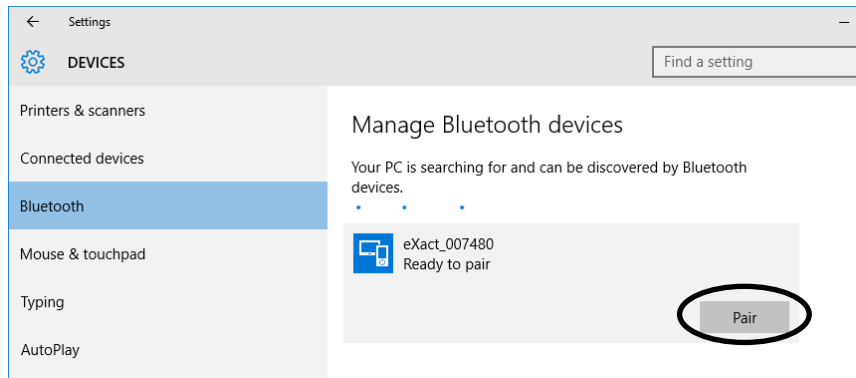 Settings
DEVICES
Find a setting
Printers & scanners
Connected devices
Bluetooth
Mouse & touchpad
Typing
AutoPlay
Manage Bluetooth devices
Your PC is searching for and can be discovered by Bluetooth
devices.
eXact_007480
Ready to pair
Pair